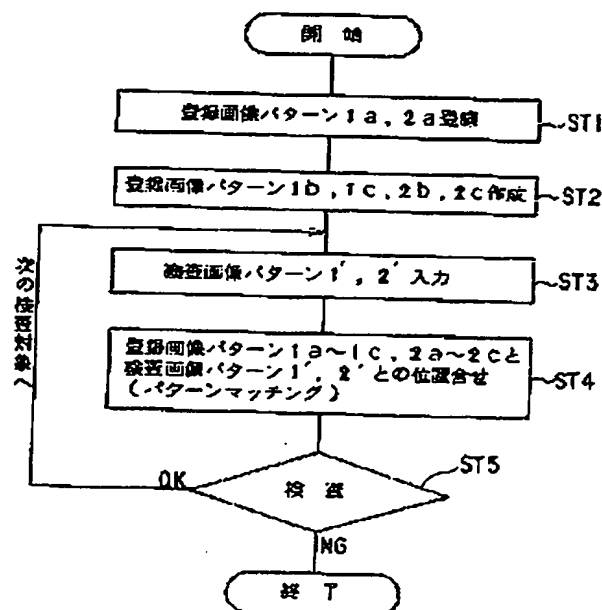 開始
登録画像パターン1a,2a登録
ST1
登録画像パターン1b,1c,2b,2c作成
ST2
検査画像パターン1′,2′入力
ST3
登録画像パターン1a~1c,2a~2cと
検査画像パターン1′,2′との位置合せ
(パターンマッチング)
ST4
次の検査対象へ
OK
検査
ST5
NG
終了